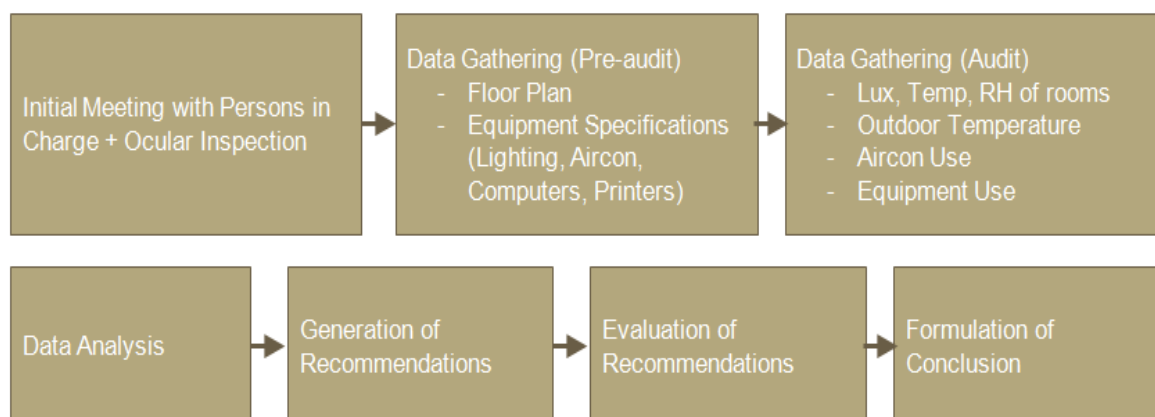 Initial Meeting with Persons in
Charge + Ocular Inspection
Data Gathering (Pre-audit)
- Floor Plan
- Equipment Specifications
(Lighting, Aircon,
Computers, Printers)
Data Gathering (Audit)
- Lux, Temp, RH of rooms
- Outdoor Temperature
- Aircon Use
- Equipment Use
Data Analysis
Generation of
Recommendations
Evaluation of
Recommendations
Formulation of
Conclusion